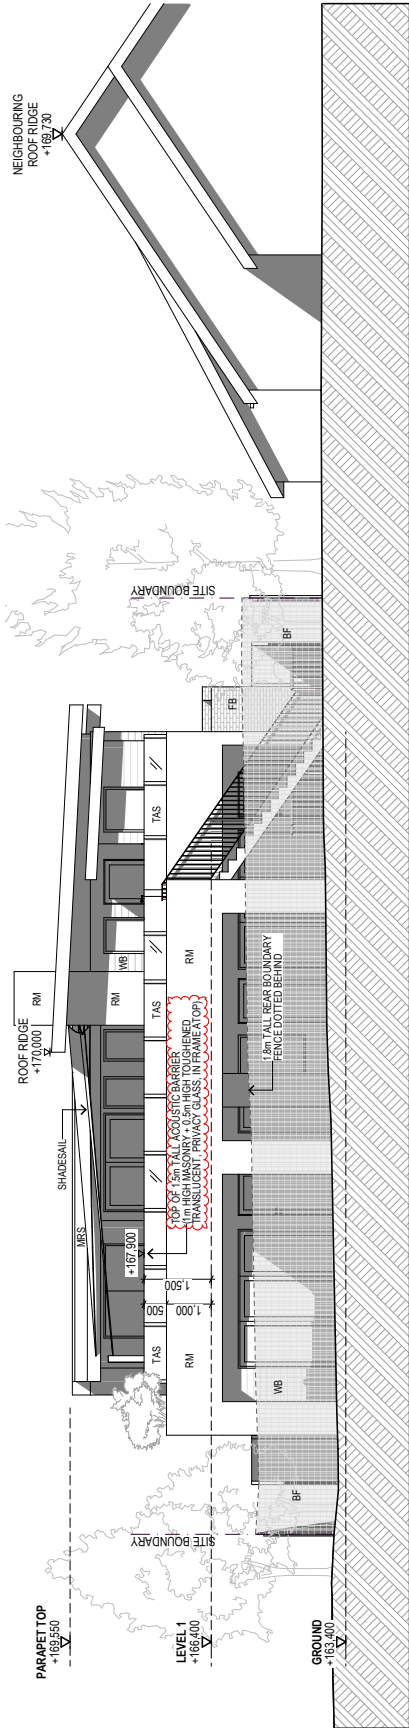 PARAPET TOP
+169,550
LEVEL 1
+166,400
GROUND
+163,400
SITE BOUNDARY
BF
WB
MRS
SHADESAIL
ROOF RIDGE
+170,000
RM
RM
WB
+167,900
TAS
TAS
TAS
500
1,000
1,500
RM
RM
TOP OF 1.5m TALL ACOUSTIC BARRIER
(1m HIGH MASONRY + 0.5m HIGH TOUGHENED
TRANSLUCENT, PRIVACY GLASS, IN FRAME ATOP)
1.8m TALL REAR BOUNDARY
FENCE DOTTED BEHIND
FB
BF
SITE BOUNDARY
NEIGHBOURING
ROOF RIDGE
+169,730